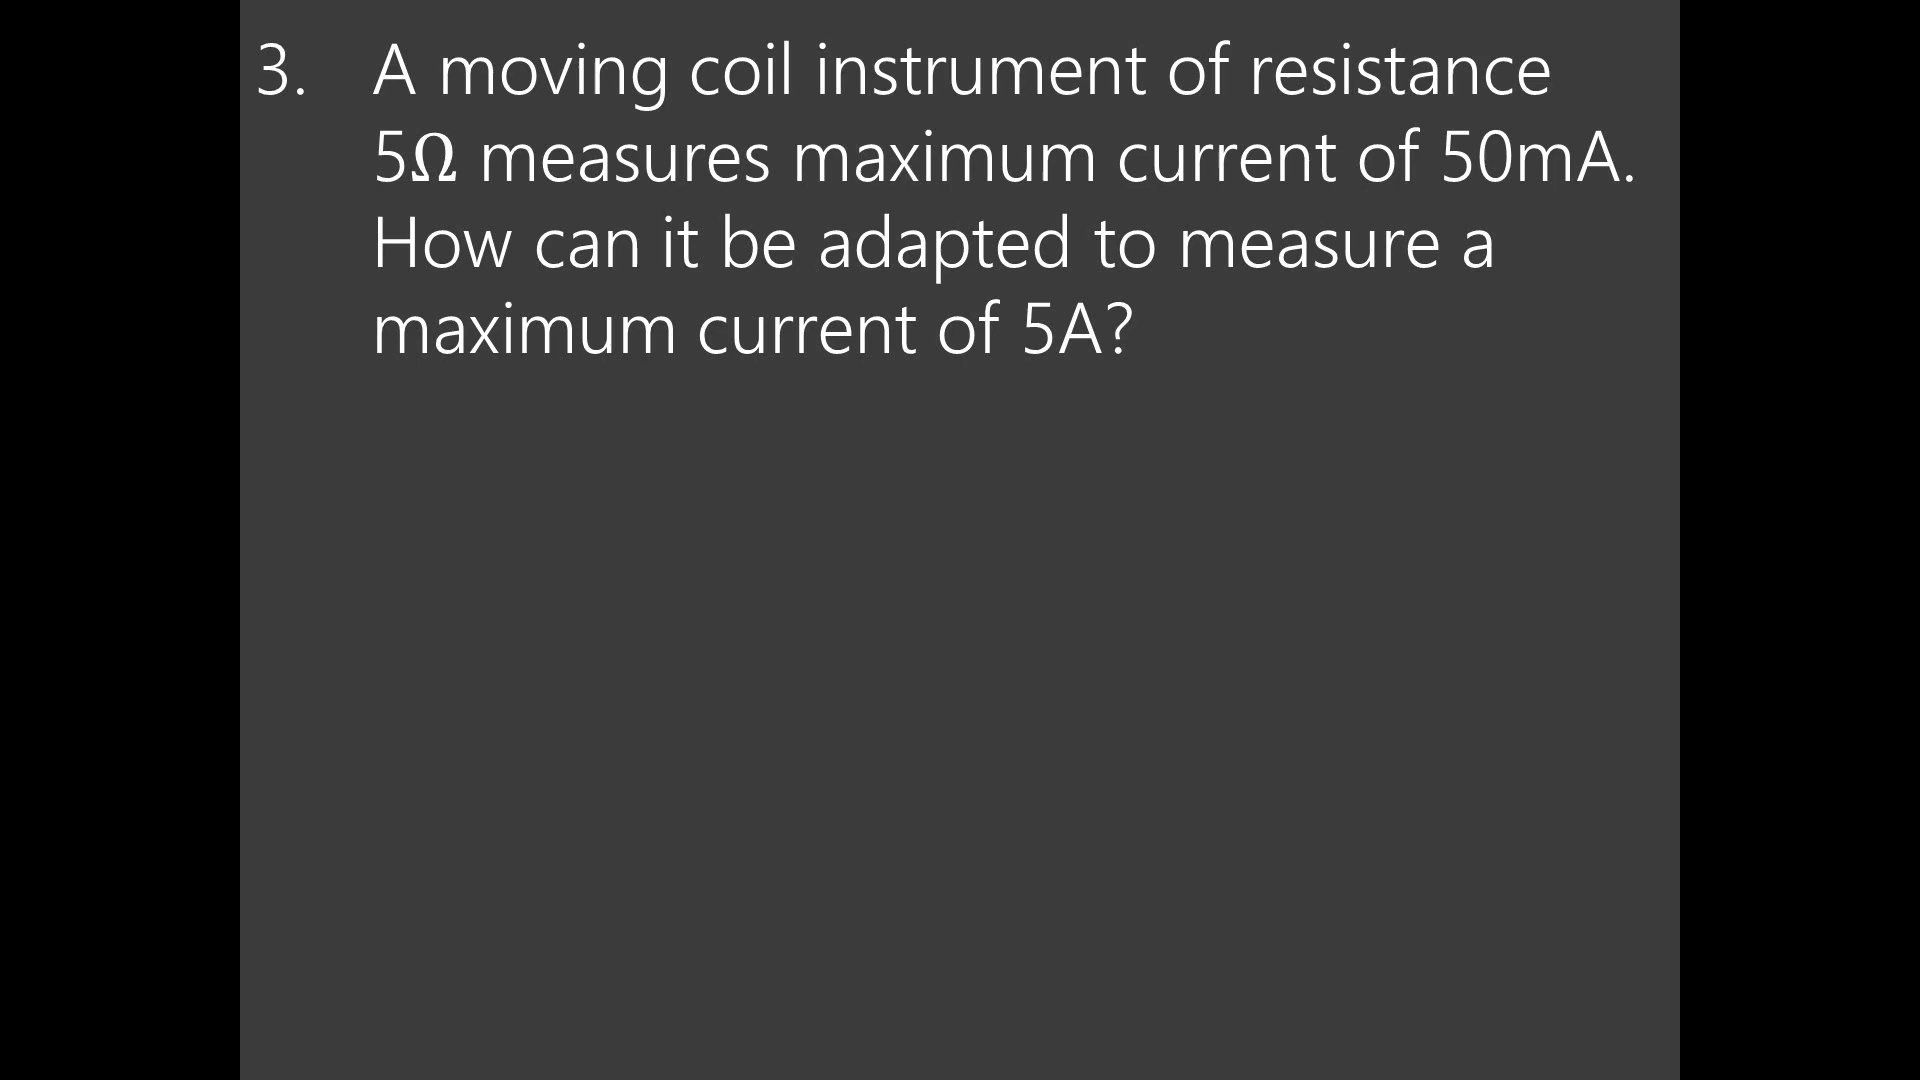 3. A moving coil instrument of resistance
5Ω measures maximum current of 50mA.
How can it be adapted to measure a
maximum current of 5A?